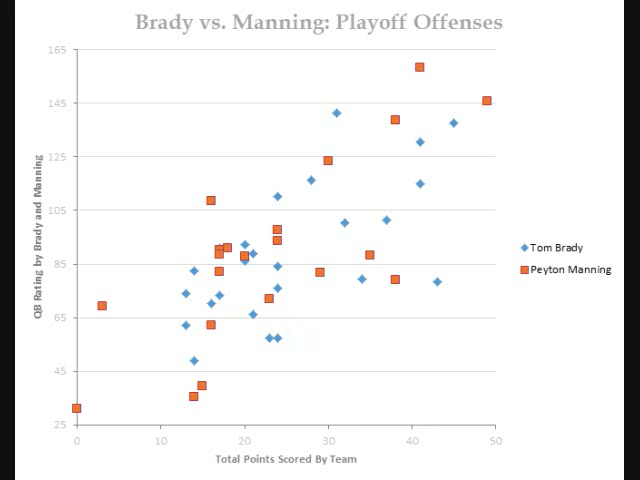 Brady vs. Manning: Playoff Offenses
165
145
125
105
85
65
45
25
QB Rating by Brady and Manning
0 10 20 30 40 50
Total Points Scored By Team
Tom Brady
Peyton Manning